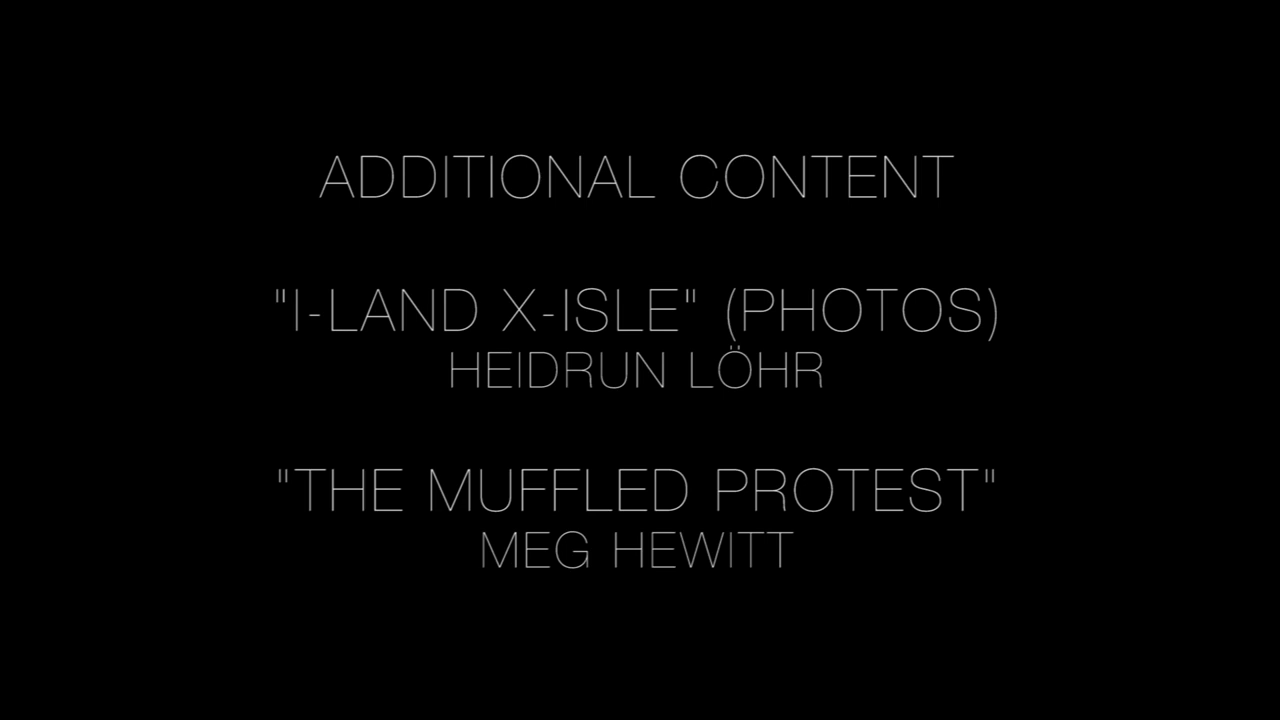 ADDITIONAL CONTENT
"I-LAND X-ISLE" (PHOTOS)
HEIDRUN LÖHR
"THE MUFFLED PROTEST"
MEG HEWITT